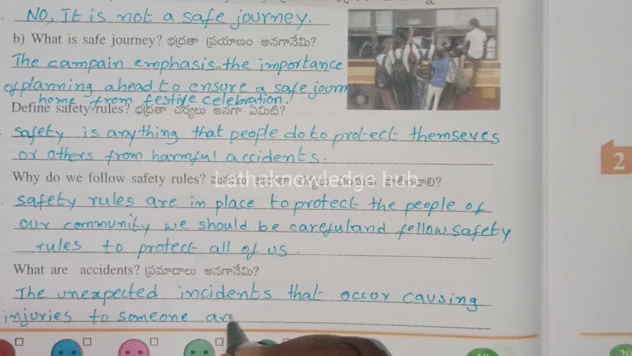 NO, It is not a safe journey.
b) What is safe journey? భద్రతా ప్రయాణం అనగానేమి?
The campain emphasis the importance
of planning ahead to ensure a safe journ
home from festive celebration.
Define safety rules? భద్రతా చర్యలు అనగా ఏమిటి?
safety is anything that people do to protect themseves
or others from harmful accidents.
Why do we follow safety rules?
Lathaknowledge hub
safety rules are in place to protect the people of
our community we should be carefuland follow safety
rules to protect all of us.
2
What are accidents? ప్రమాదాలు అనగానేమి?
The unexpected incidents that occor causing
injuries to someone are